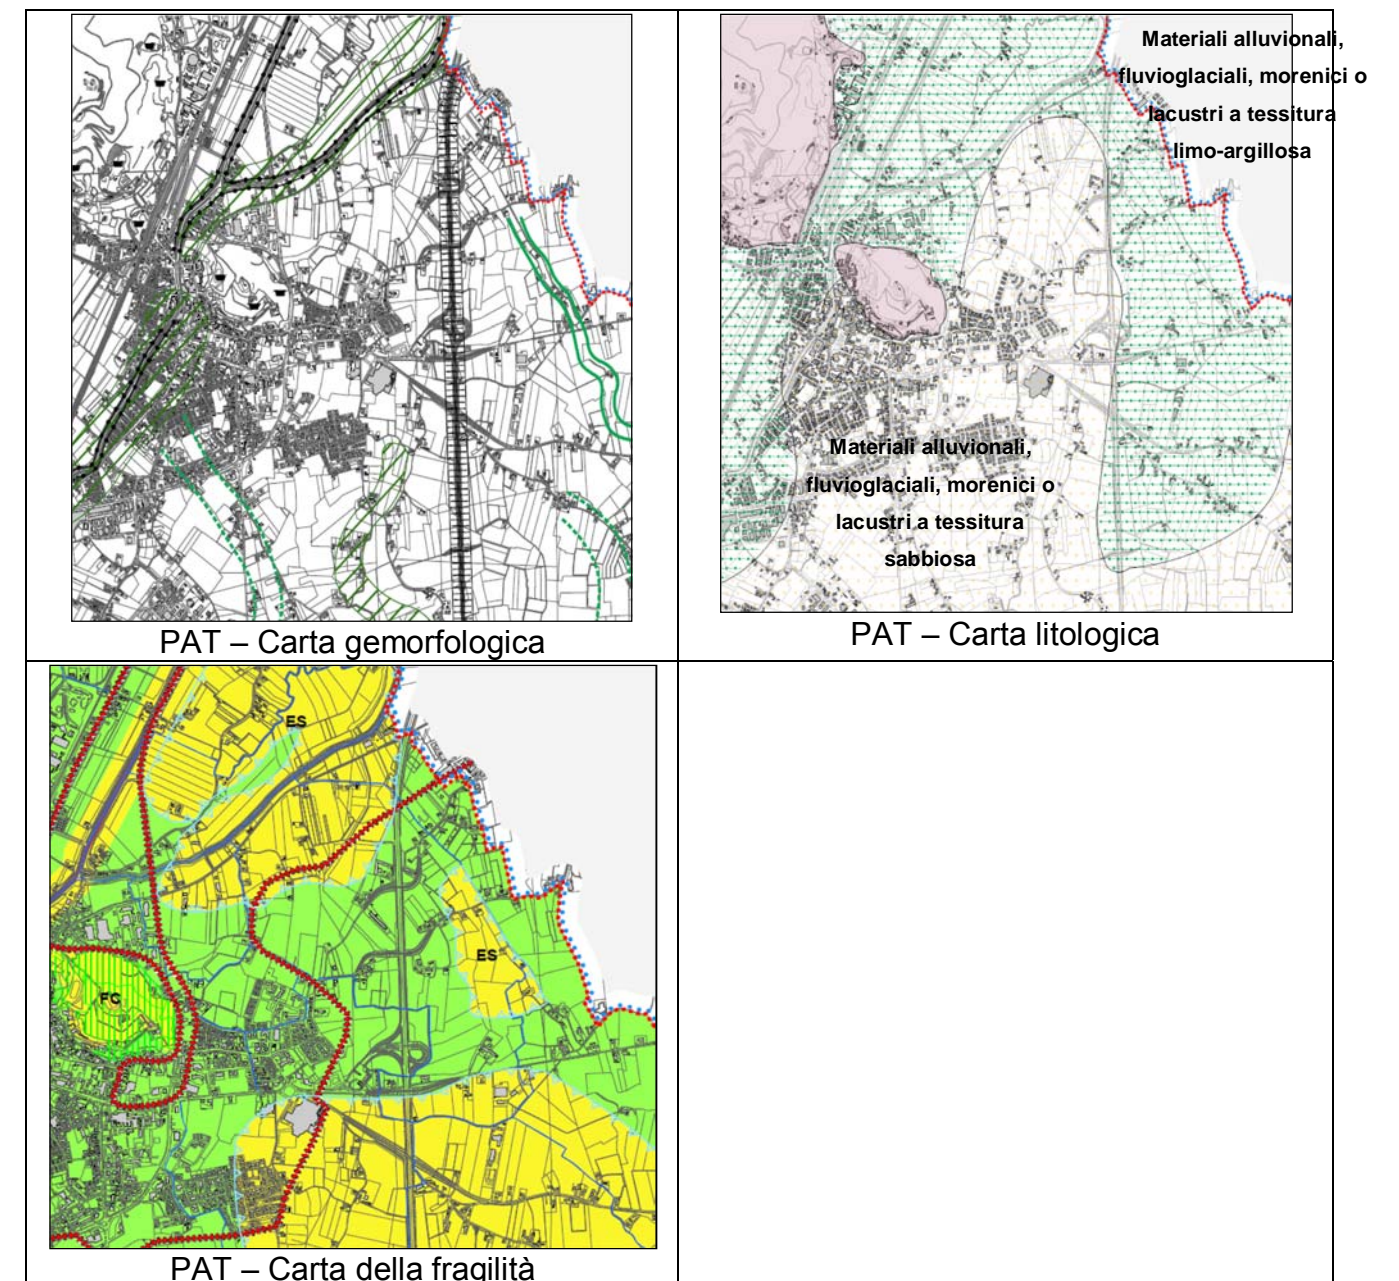 Materiali alluvionali,
fluvioglaciali, morenici o
lacustri a tessitura
limo-argillosa
Materiali alluvionali,
fluvioglaciali, morenici o
lacustri a tessitura
sabbiosa
PAT – Carta gemorfologica
PAT – Carta litologica
ES
ES
FC
PAT – Carta della fragilità